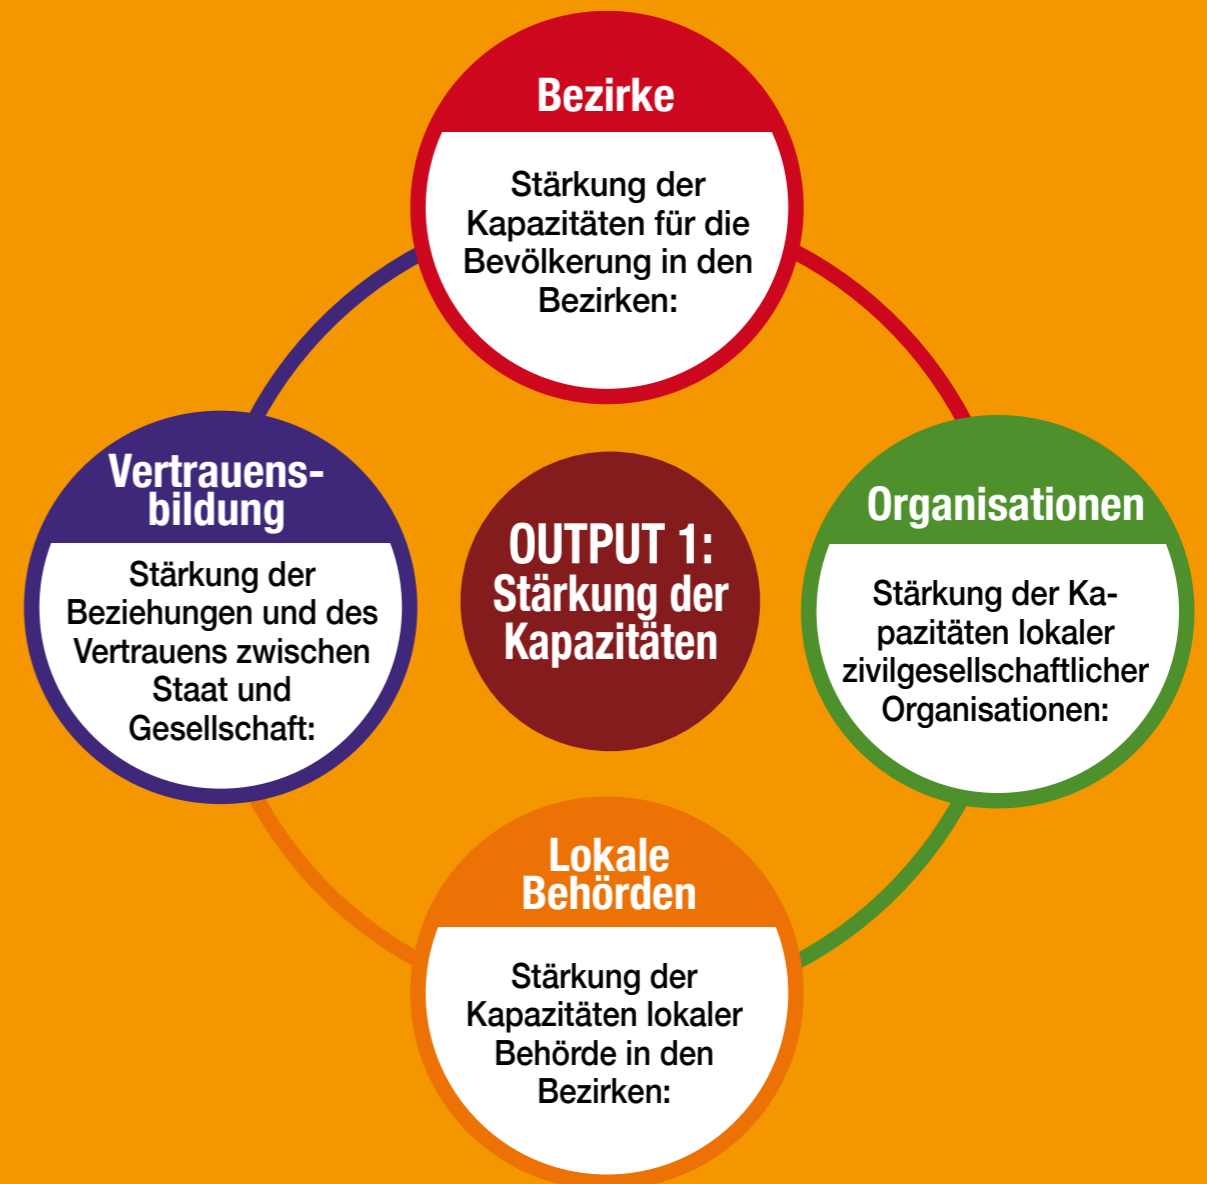 Bezirke
Stärkung der
Kapazitäten für die
Bevölkerung in den
Bezirken:
Vertrauens-
bildung
Stärkung der
Beziehungen und des
Vertrauens zwischen
Staat und
Gesellschaft:
OUTPUT 1:
Stärkung der
Kapazitäten
Organisationen
Stärkung der Ka-
pazitäten lokaler
zivilgesellschaftlicher
Organisationen:
Lokale
Behörden
Stärkung der
Kapazitäten lokaler
Behörde in den
Bezirken: